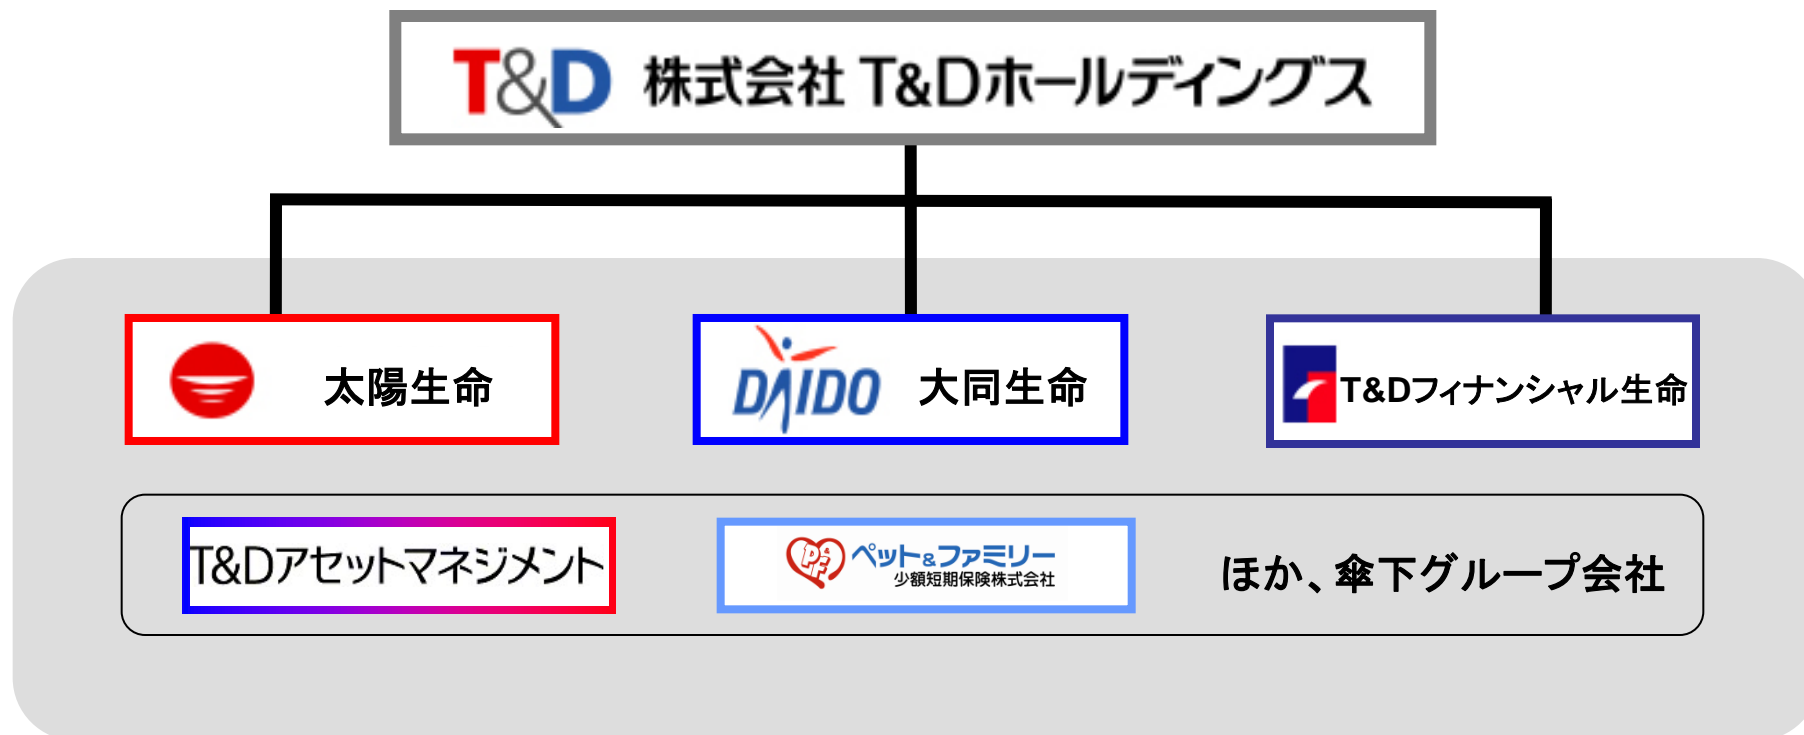 T&D 株式会社 T&Dホールディングス
太陽生命
DAIDO 大同生命
T&Dフィナンシャル生命
T&Dアセットマネジメント
PAF ペット&ファミリー
少額短期保険株式会社
ほか、傘下グループ会社